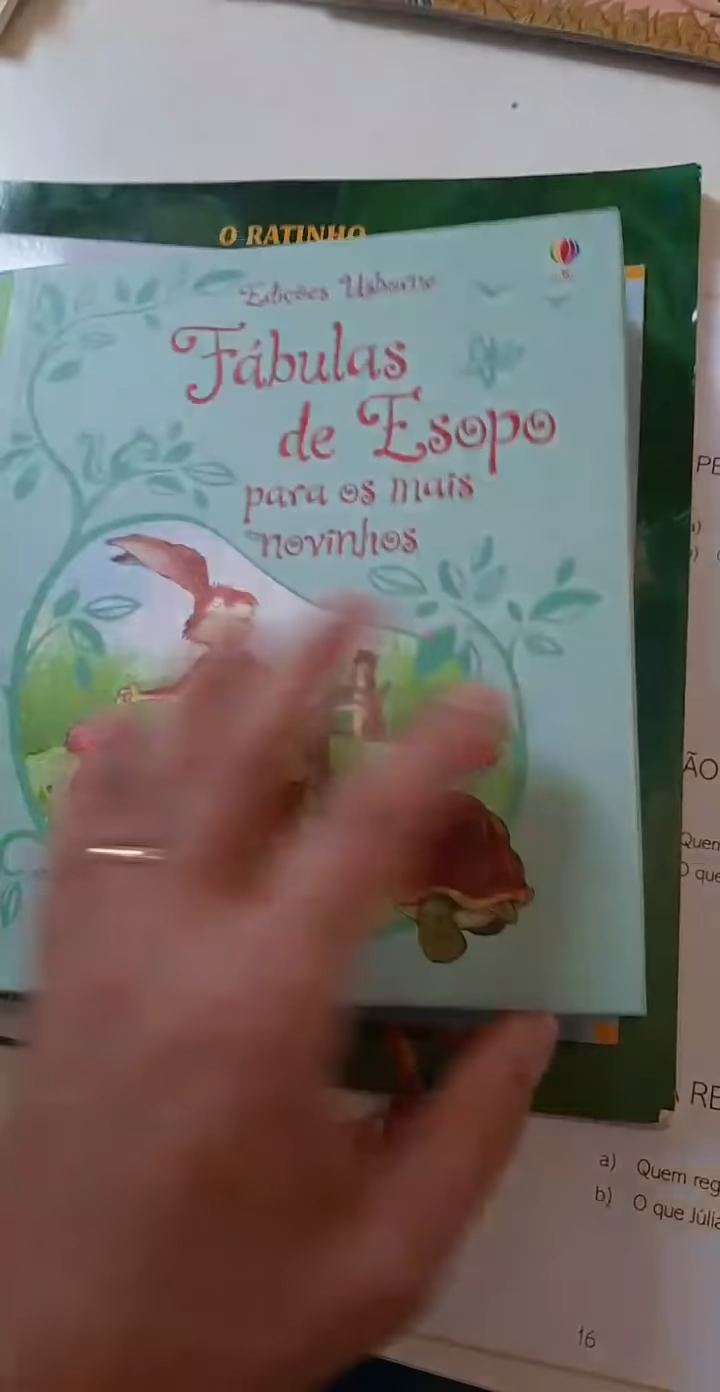 O RATINHO
Edições Usborne
Fábulas
de Esopo
para os mais
novinhos
PE
ÃO
Quen
O que
RE
a) Quem reg
b) O que Júlia
16